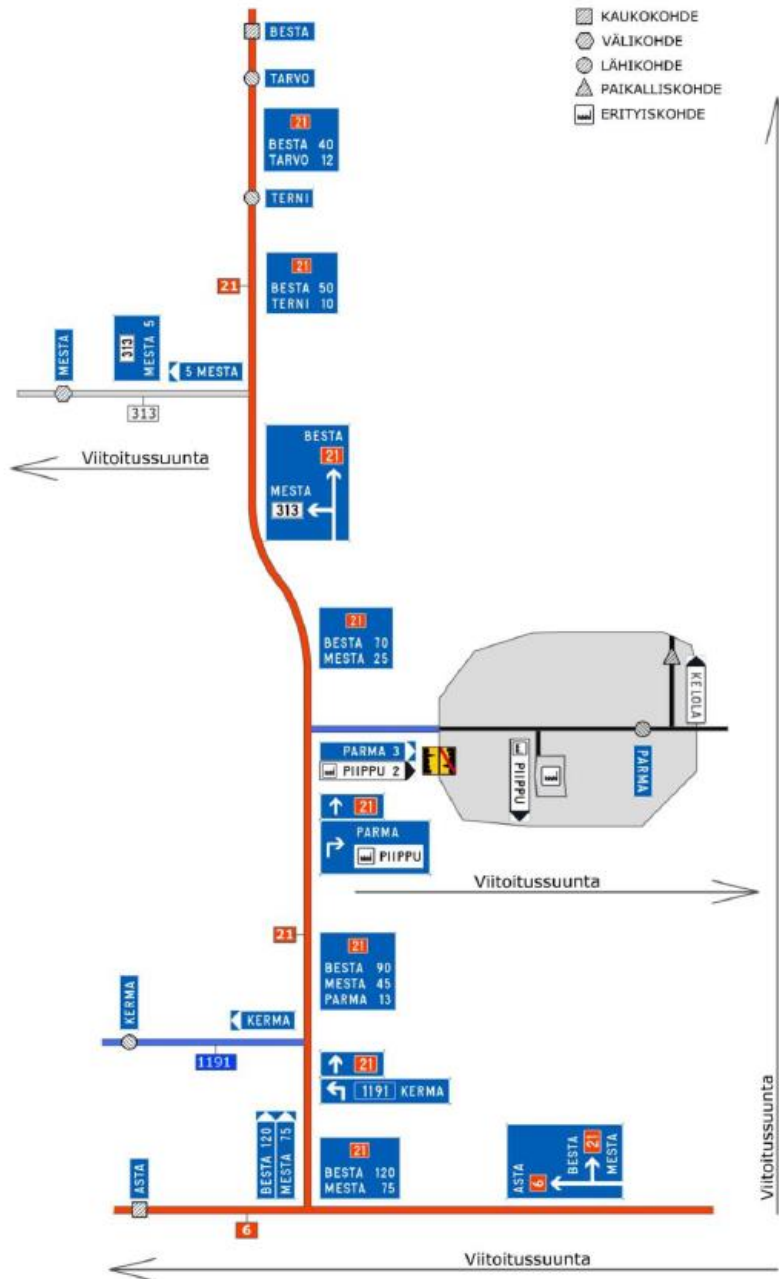 KAUKOKOHDE
VÄLIKOHDE
LÄHIKOHDE
PAIKALLISKOHDE
ERITYISKOHDE
BESTA
TARVO
21
BESTA 40
TARVO 12
TERNI
21
21
BESTA 50
TERNI 10
MESTA
313
MESTA 5
5 MESTA
313
Viitoitussuunta
BESTA
21
MESTA
313
21
BESTA 70
MESTA 25
KELOLA
PARMA 3
PIIPPU 2
PIIPPU
PARMA
21
PARMA
PIIPPU
Viitoitussuunta
21
21
BESTA 90
MESTA 45
PARMA 13
KERMA
KERMA
1191
21
1191 KERMA
BESTA 120
MESTA 75
21
BESTA 120
MESTA 75
ASTA
6
BESTA
21
MESTA
Viitoitussuunta
ASTA
6
Viitoitussuunta